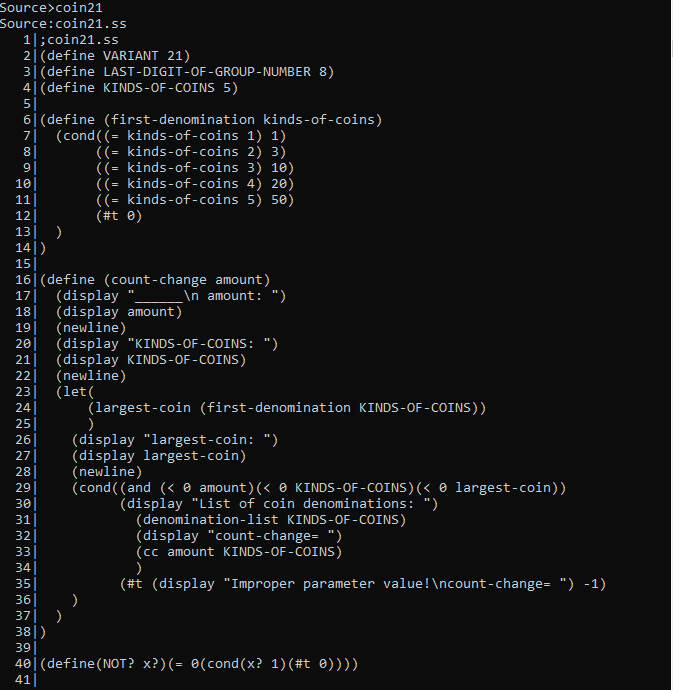 Source>coin21
Source:coin21.ss
   1|;coin21.ss
   2|(define VARIANT 21)
   3|(define LAST-DIGIT-OF-GROUP-NUMBER 8)
   4|(define KINDS-OF-COINS 5)
   5|
   6|(define (first-denomination kinds-of-coins)
   7|  (cond((= kinds-of-coins 1) 1)
   8|       ((= kinds-of-coins 2) 3)
   9|       ((= kinds-of-coins 3) 10)
  10|       ((= kinds-of-coins 4) 20)
  11|       ((= kinds-of-coins 5) 50)
  12|       (#t 0)
  13|  )
  14|)
  15|
  16|(define (count-change amount)
  17|  (display "______\n amount: ")
  18|  (display amount)
  19|  (newline)
  20|  (display "KINDS-OF-COINS: ")
  21|  (display KINDS-OF-COINS)
  22|  (newline)
  23|  (let(
  24|      (largest-coin (first-denomination KINDS-OF-COINS))
  25|      )
  26|    (display "largest-coin: ")
  27|    (display largest-coin)
  28|    (newline)
  29|    (cond((and (< 0 amount)(< 0 KINDS-OF-COINS)(< 0 largest-coin))
  30|          (display "List of coin denominations: ")
  31|            (denomination-list KINDS-OF-COINS)
  32|            (display "count-change= ")
  33|            (cc amount KINDS-OF-COINS)
  34|            )
  35|          (#t (display "Improper parameter value!\ncount-change= ") -1)
  36|    )
  37|  )
  38|)
  39|
  40|(define(NOT? x?)(= 0(cond(x? 1)(#t 0))))
  41|